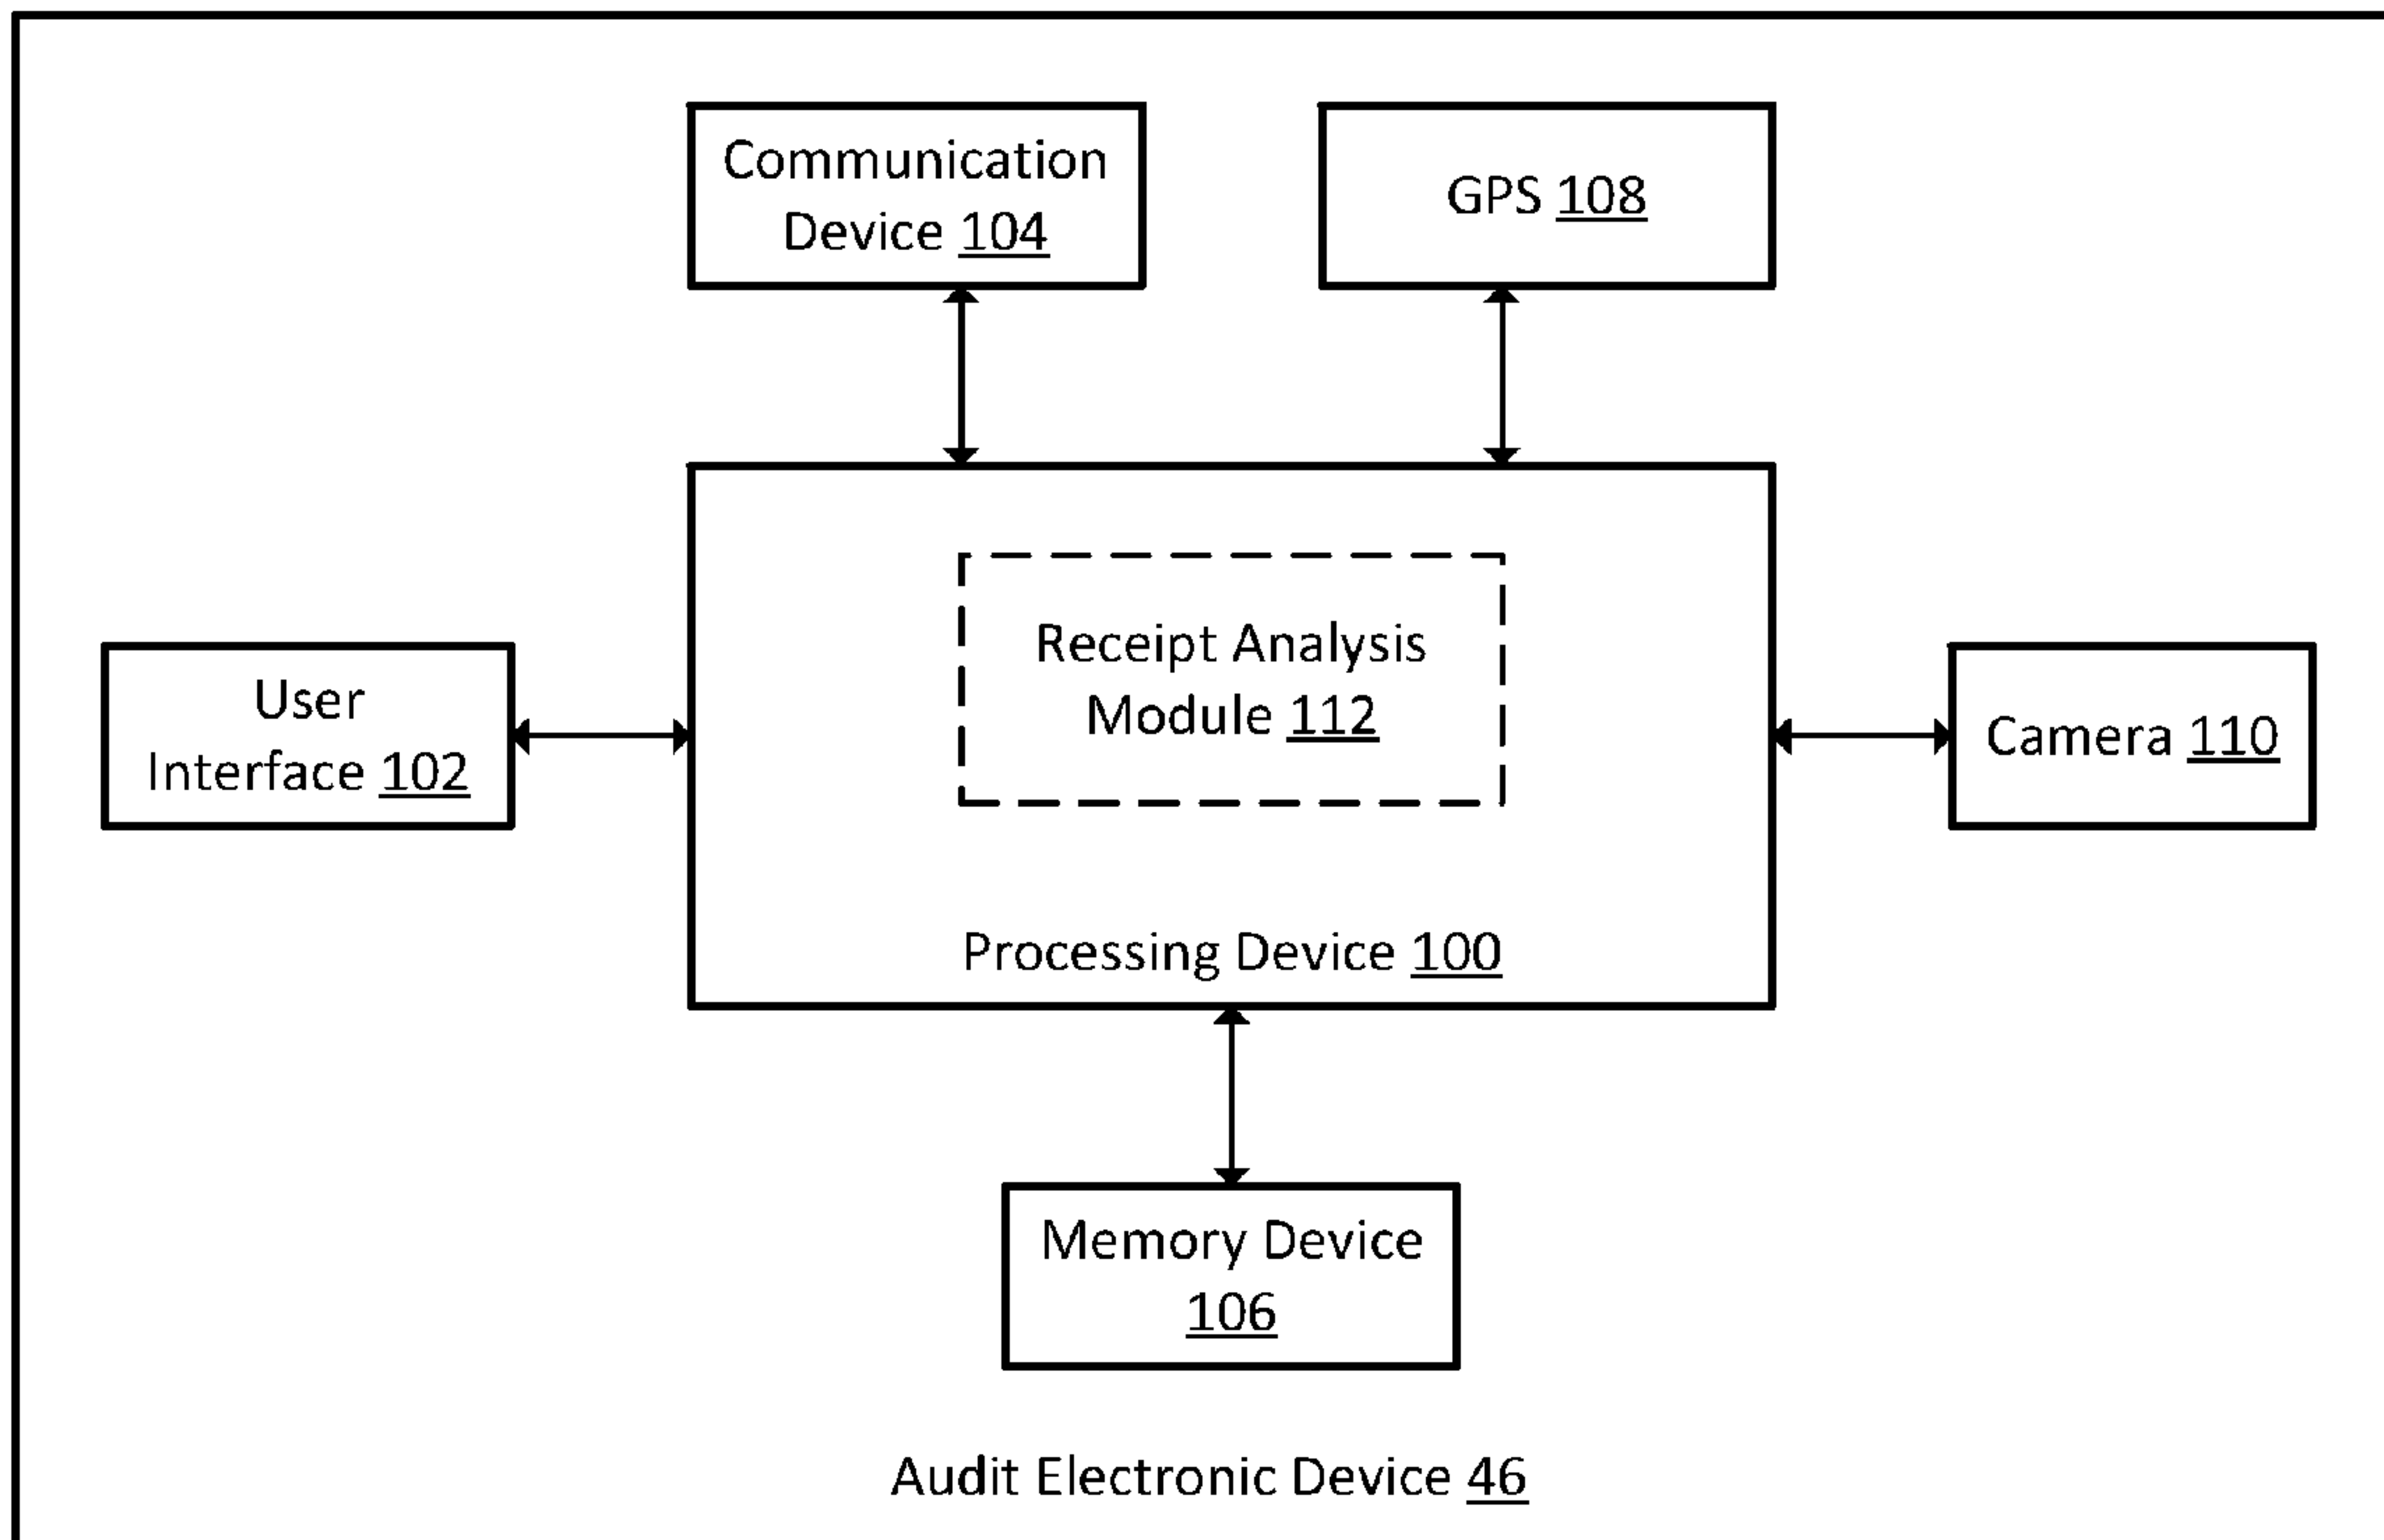 Communication
Device 104
GPS 108
Receipt Analysis
Module 112
User
Interface 102
Camera 110
Processing Device 100
Memory Device
106
Audit Electronic Device 46